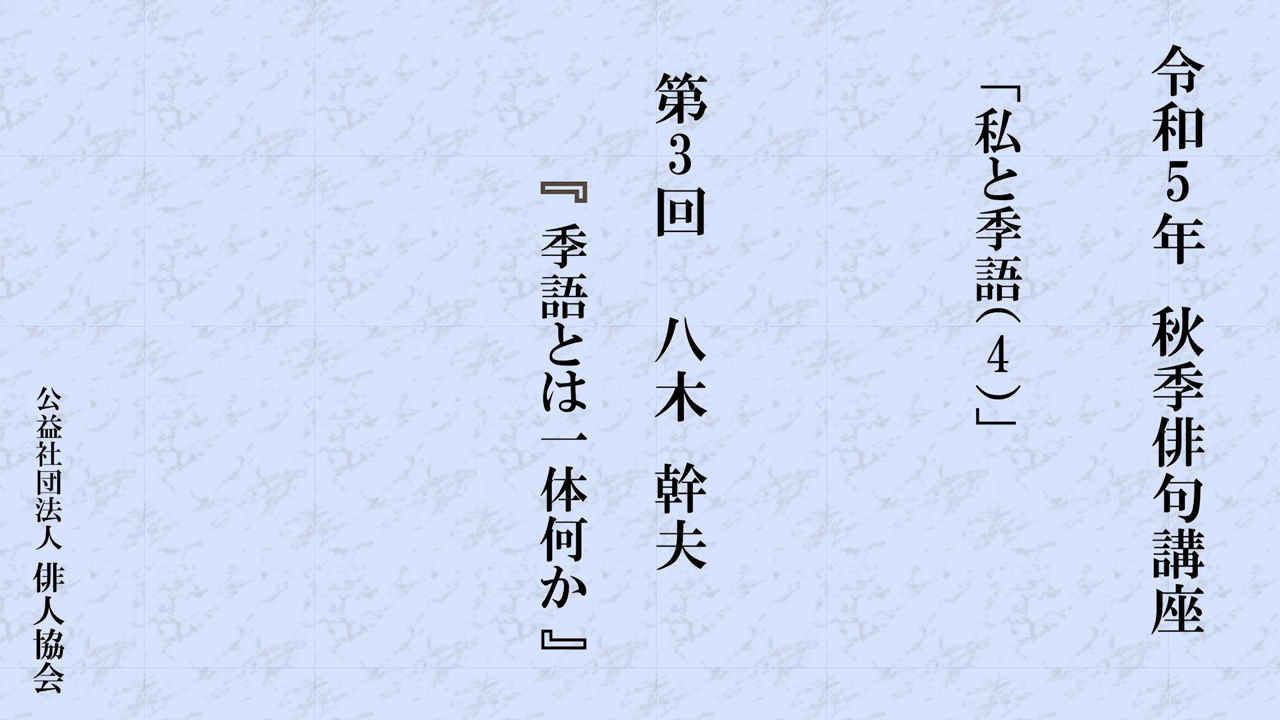 令和5年 秋季俳句講座
「私と季語(4)」
第3回 八木 幹夫
『季語とは一体何か』
公益社団法人 俳人協会